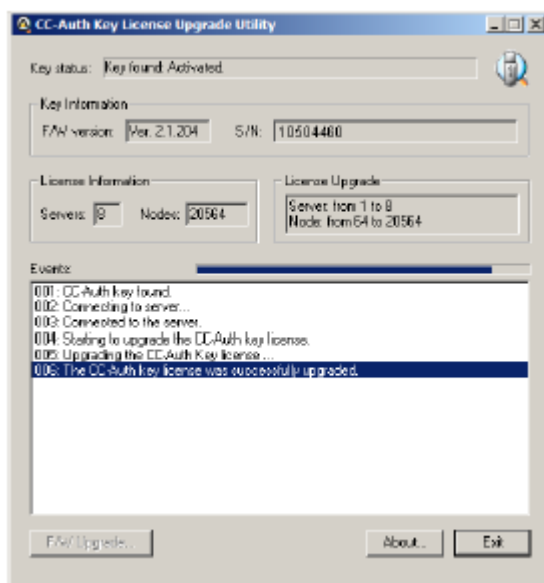 CC-Auth Key License Upgrade Utility
Key status: Key found. Activated.
Key Information
F/W version: Ver. 2.1.204 S/N: 10504460
License Information
Servers: 8 Nodes: 20564
License Upgrade
Server: from 1 to 8
Node: from 64 to 20564
Events:
001: CC-Auth key found.
002: Connecting to server...
003: Connected to the server.
004: Starting to upgrade the CC-Auth key license.
005: Upgrading the CC-Auth Key license ...
006: The CC-Auth key license was successfully upgraded.
F/W Upgrade... About... Exit